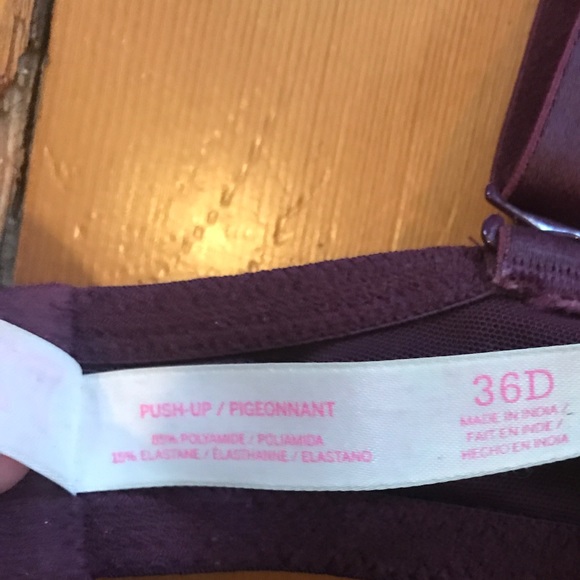 PUSH-UP / PIGEONNANT
85% POLYAMIDE / POLIAMIDA
15% ELASTANE / ÉLASTHANNE / ELASTANO
36D
MADE IN INDIA /
FAIT EN INDE /
HECHO EN INDIA